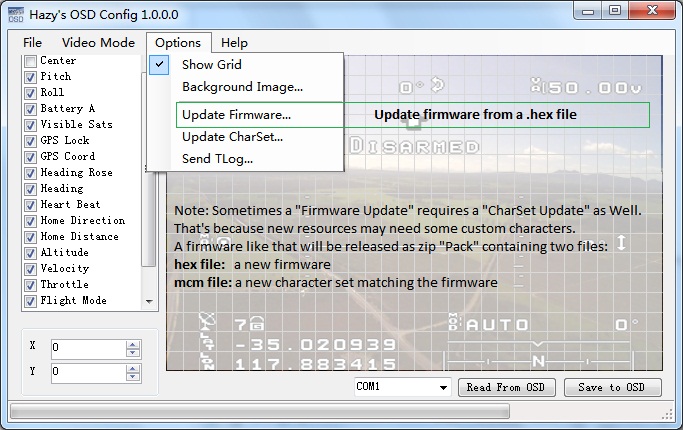 OSD Hazy's OSD Config 1.0.0.0
File Video Mode Options Help
Center
Pitch
Roll
Battery A
Visible Sats
GPS Lock
GPS Coord
Heading Rose
Heading
Heart Beat
Home Direction
Home Distance
Altitude
Velocity
Throttle
Flight Mode
Show Grid
Background Image...
Update Firmware...
Update CharSet...
Send TLog...
0°
50.00v
Update firmware from a .hex file
Disarmed
Note: Sometimes a "Firmware Update" requires a "CharSet Update" as Well.
That's because new resources may need some custom characters.
A firmware like that will be released as zip "Pack" containing two files:
hex file: a new firmware
mcm file: a new character set matching the firmware
7
AUTO 0°
-35.020939
117.883415
N
X 0
Y 0
COM1 Read From OSD Save to OSD